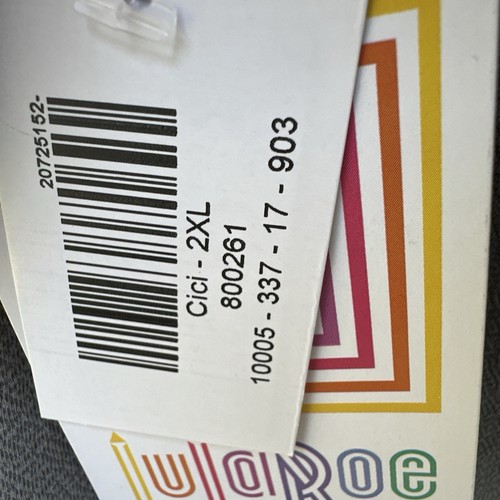 20725152-
Cici - 2XL
800261
10005 - 337 - 17 - 903
LuLaRoe